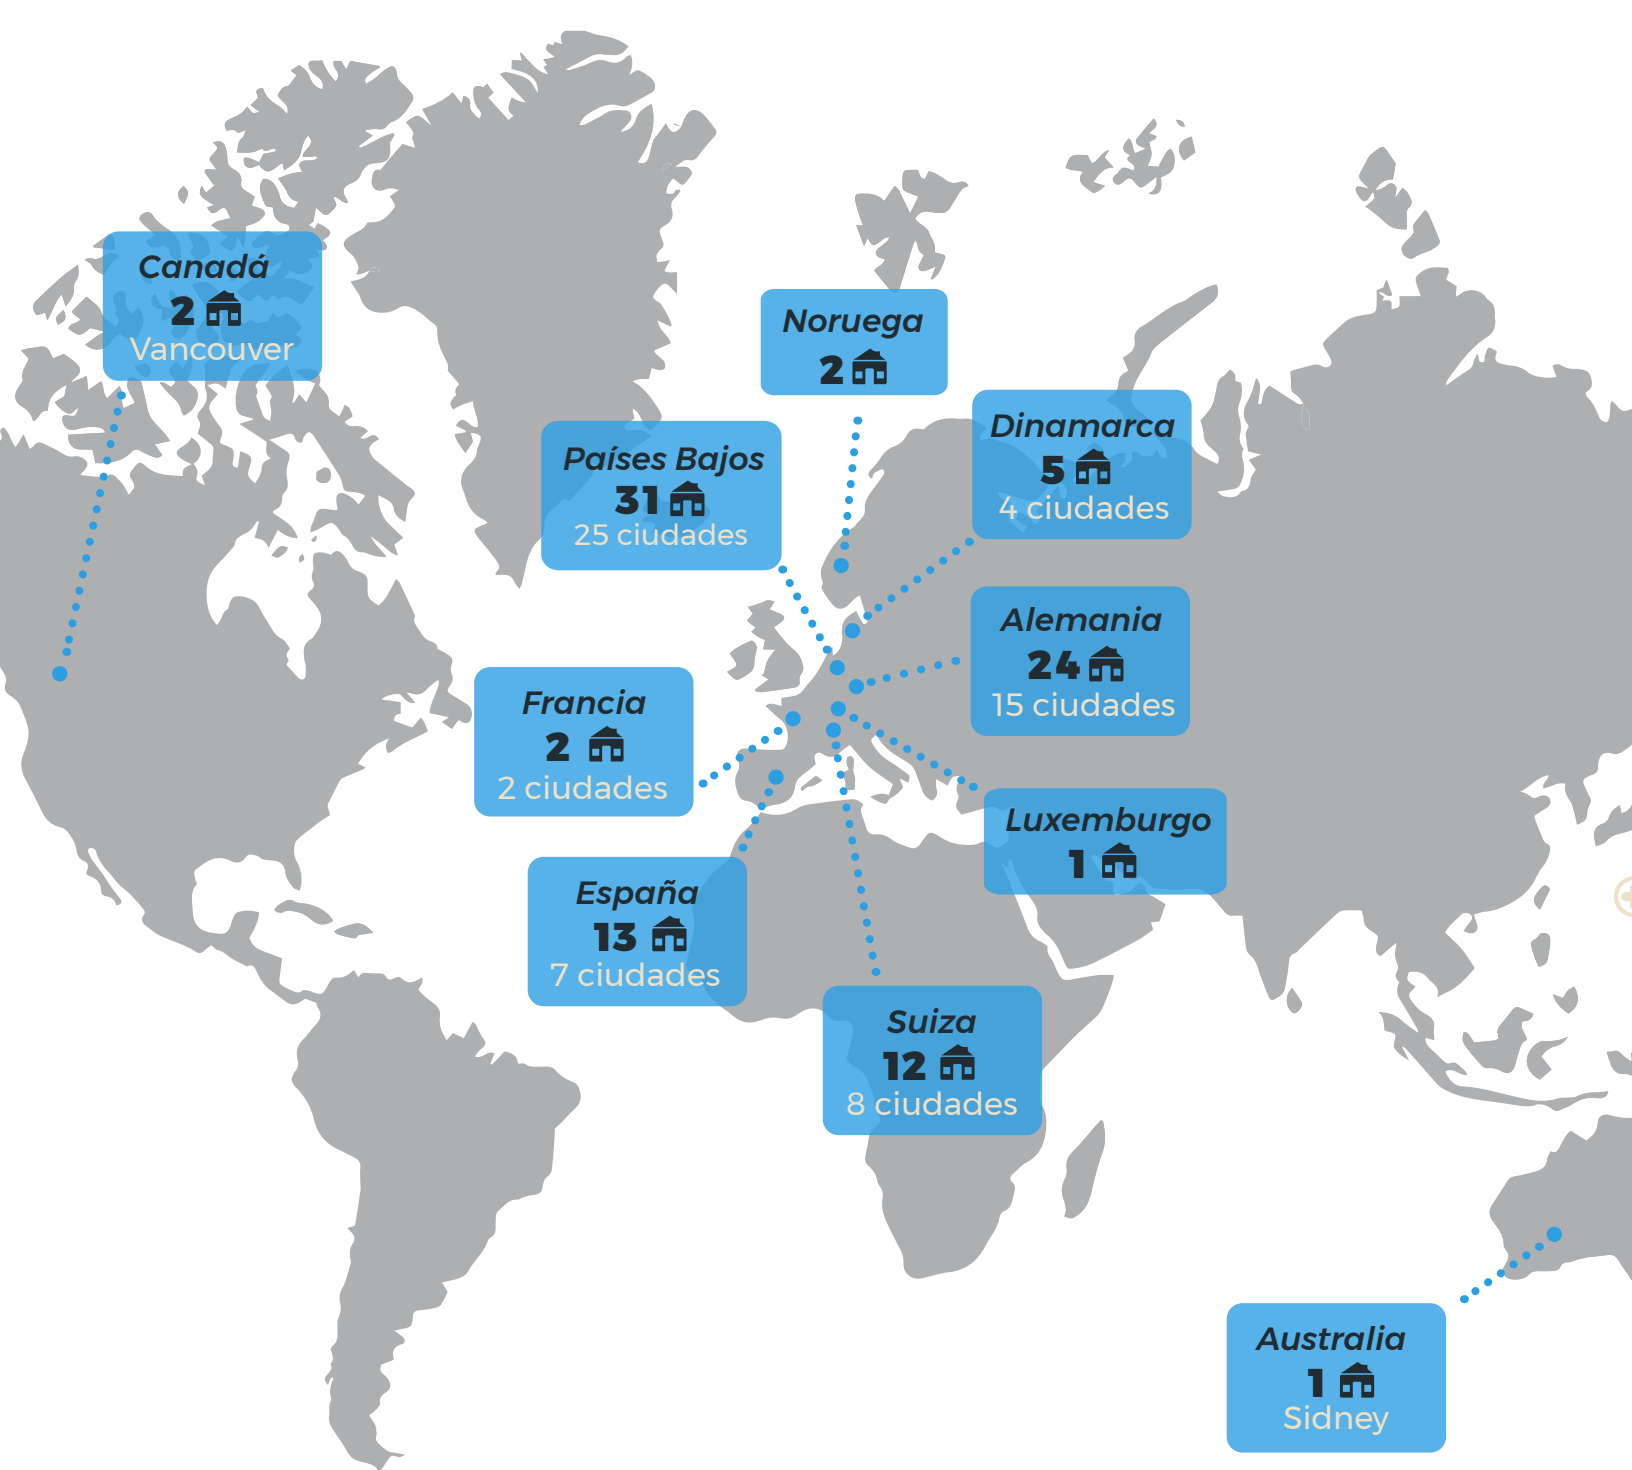 Canadá
2
Vancouver
Noruega
2
Dinamarca
5
4 ciudades
Países Bajos
31
25 ciudades
Alemania
24
15 ciudades
Francia
2
2 ciudades
Luxemburgo
1
España
13
7 ciudades
Suiza
12
8 ciudades
Australia
1
Sidney